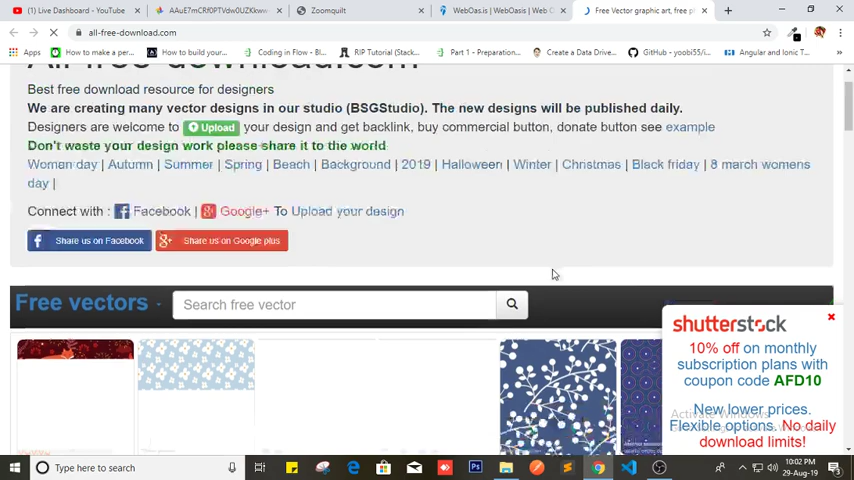 (1) Live Dashboard - YouTube
AAuE7mCRf0PTVdw0UZKkww
Zoomquilt
WebOas.is | WebOasis | Web O
Free Vector graphic art, free p
all-free-download.com
Apps
How to build your...
Coding in Flow - Bl...
RIP Tutorial (Stack...
Part 1 - Programmi...
Create a Data Drive...
GitHub - yoobi55/i...
Angular and Ionic T...
All-free-download.com
Best free download resource for designers
We are creating many vector designs in our studio (BSGStudio). The new designs will be published daily.
Designers are welcome to Upload your design and get backlink, buy commercial button, donate button see example
Don't waste your design work please share it to the world
Woman day | Autumn | Summer | Spring | Beach | Background | 2019 | Halloween | Winter | Christmas | Black friday | 8 march womens
day |
Connect with : Facebook | Google+ To Upload your design
Share us on Facebook
Share us on Google plus
Free vectors
Search free vector
shutterstock
10% off on monthly
subscription plans with
coupon code AFD10
New lower prices.
Flexible options. No daily
download limits!
Activate Windows
Type here to search
10:02 PM
29-Aug-19